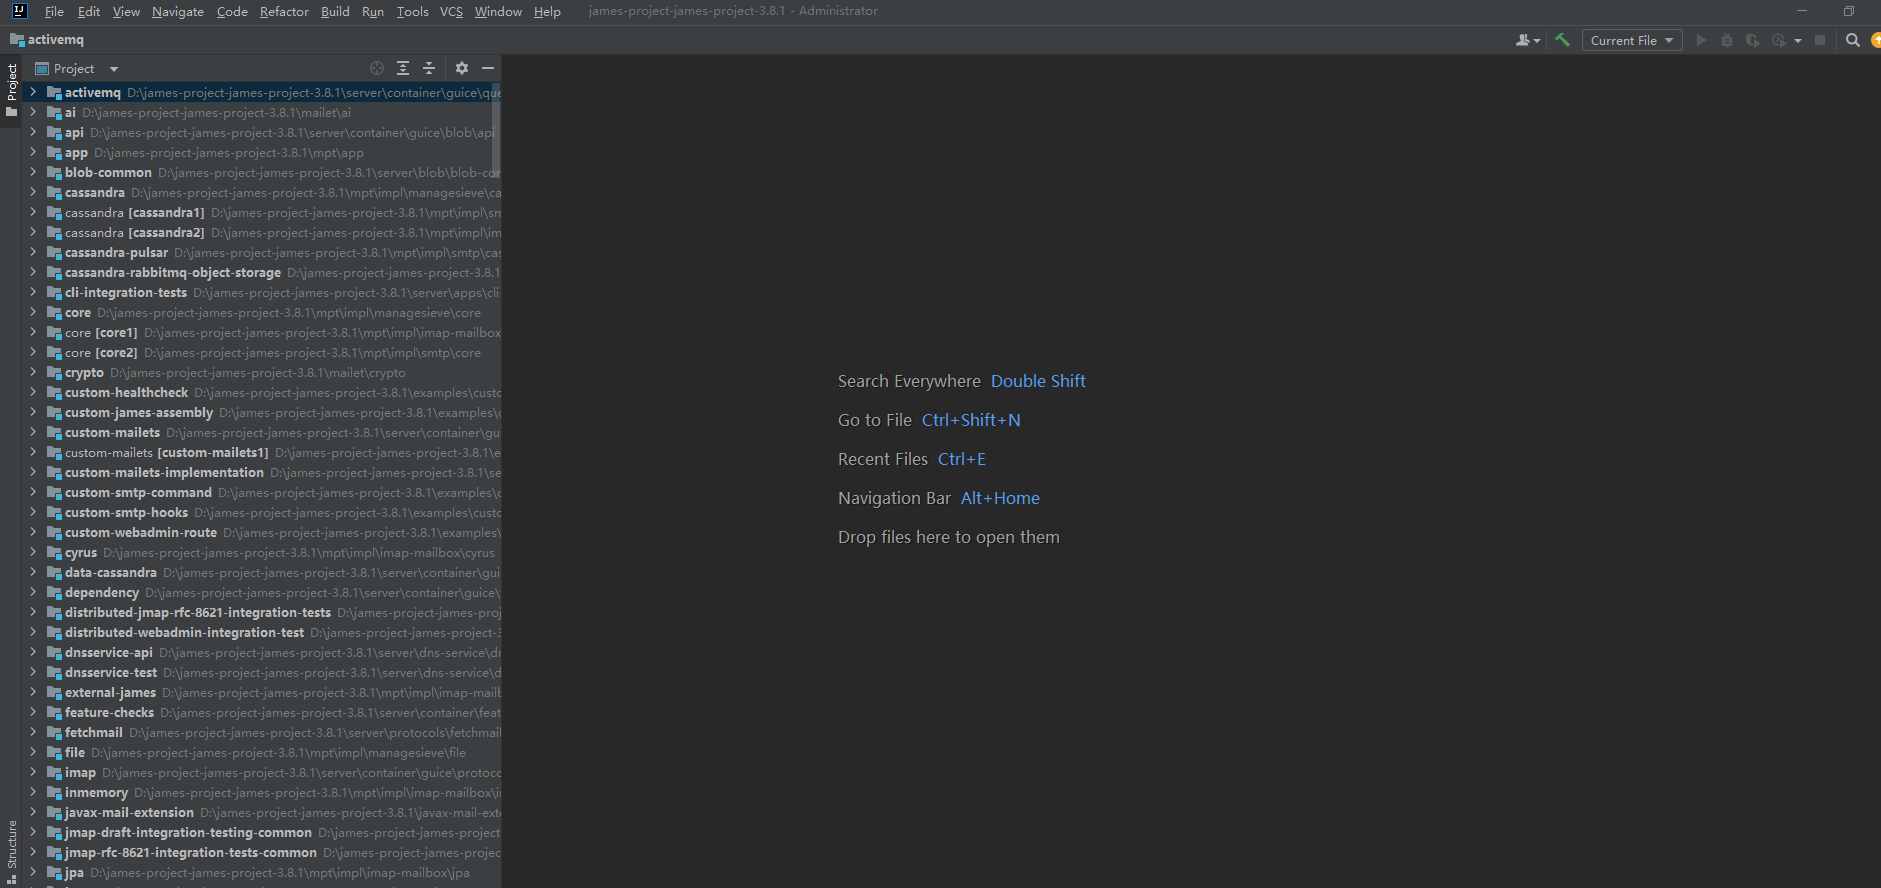 File Edit View Navigate Code Refactor Build Run Tools VCS Window Help james-project-james-project-3.8.1 - Administrator
activemq Current File
Project
Project
activemq D:\james-project-james-project-3.8.1\server\container\guice\que
ai D:\james-project-james-project-3.8.1\mailet\ai
api D:\james-project-james-project-3.8.1\server\container\guice\blob\api
app D:\james-project-james-project-3.8.1\mpt\app
blob-common D:\james-project-james-project-3.8.1\server\blob\blob-con
cassandra D:\james-project-james-project-3.8.1\mpt\impl\managesieve\ca
cassandra [cassandra1] D:\james-project-james-project-3.8.1\mpt\impl\sm
cassandra [cassandra2] D:\james-project-james-project-3.8.1\mpt\impl\im
cassandra-pulsar D:\james-project-james-project-3.8.1\mpt\impl\smtp\cas
cassandra-rabbitmq-object-storage D:\james-project-james-project-3.8.1
cli-integration-tests D:\james-project-james-project-3.8.1\server\apps\cli-
core D:\james-project-james-project-3.8.1\mpt\impl\managesieve\core
core [core1] D:\james-project-james-project-3.8.1\mpt\impl\imap-mailbox
core [core2] D:\james-project-james-project-3.8.1\mpt\impl\smtp\core
crypto D:\james-project-james-project-3.8.1\mailet\crypto
custom-healthcheck D:\james-project-james-project-3.8.1\examples\custo
custom-james-assembly D:\james-project-james-project-3.8.1\examples\c
custom-mailets D:\james-project-james-project-3.8.1\server\container\gu
custom-mailets [custom-mailets1] D:\james-project-james-project-3.8.1\e
custom-mailets-implementation D:\james-project-james-project-3.8.1\se
custom-smtp-command D:\james-project-james-project-3.8.1\examples\c
custom-smtp-hooks D:\james-project-james-project-3.8.1\examples\custo
custom-webadmin-route D:\james-project-james-project-3.8.1\examples\
cyrus D:\james-project-james-project-3.8.1\mpt\impl\imap-mailbox\cyrus
data-cassandra D:\james-project-james-project-3.8.1\server\container\gui
dependency D:\james-project-james-project-3.8.1\server\container\guice\
distributed-jmap-rfc-8621-integration-tests D:\james-project-james-proj
distributed-webadmin-integration-test D:\james-project-james-project-3
dnsservice-api D:\james-project-james-project-3.8.1\server\dns-service\dn
dnsservice-test D:\james-project-james-project-3.8.1\server\dns-service\d
external-james D:\james-project-james-project-3.8.1\mpt\impl\imap-mailb
feature-checks D:\james-project-james-project-3.8.1\server\container\feat
fetchmail D:\james-project-james-project-3.8.1\server\protocols\fetchmail
file D:\james-project-james-project-3.8.1\mpt\impl\managesieve\file
imap D:\james-project-james-project-3.8.1\server\container\guice\protoco
inmemory D:\james-project-james-project-3.8.1\mpt\impl\imap-mailbox\i
javax-mail-extension D:\james-project-james-project-3.8.1\javax-mail-exte
jmap-draft-integration-testing-common D:\james-project-james-project
jmap-rfc-8621-integration-tests-common D:\james-project-james-projec
jpa D:\james-project-james-project-3.8.1\mpt\impl\imap-mailbox\jpa
Structure
Search Everywhere Double Shift
Go to File Ctrl+Shift+N
Recent Files Ctrl+E
Navigation Bar Alt+Home
Drop files here to open them